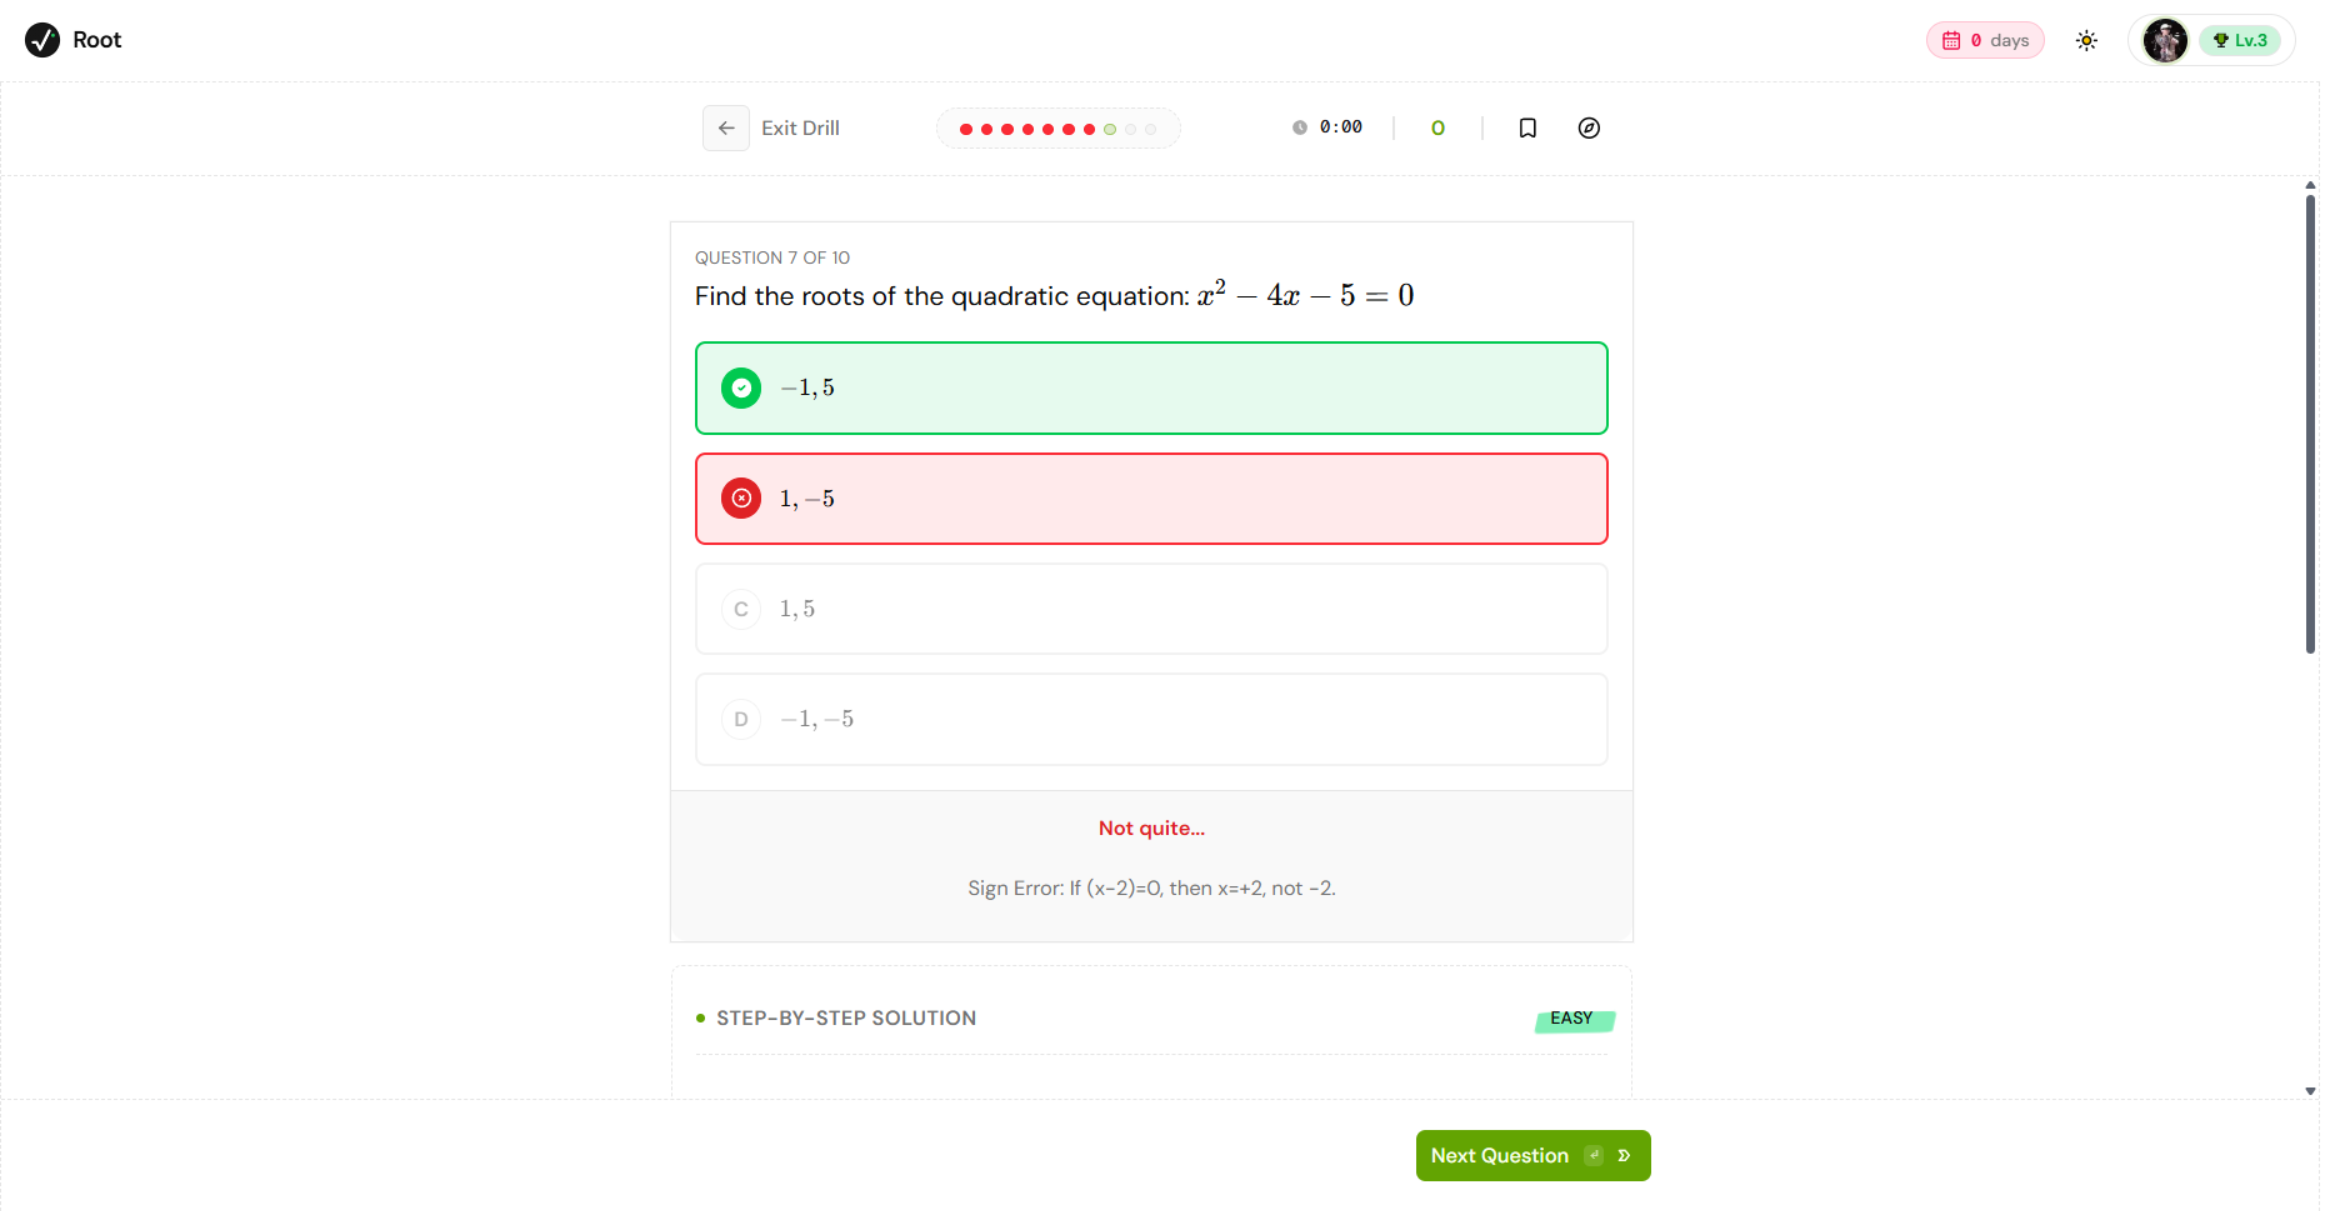 Root
0 days
Lv.3
Exit Drill
0:00
0
QUESTION 7 OF 10
Find the roots of the quadratic equation: x² − 4x − 5 = 0
−1, 5
1, −5
C 1, 5
D −1, −5
Not quite...
Sign Error: If (x-2)=0, then x=+2, not -2.
STEP-BY-STEP SOLUTION
EASY
Next Question